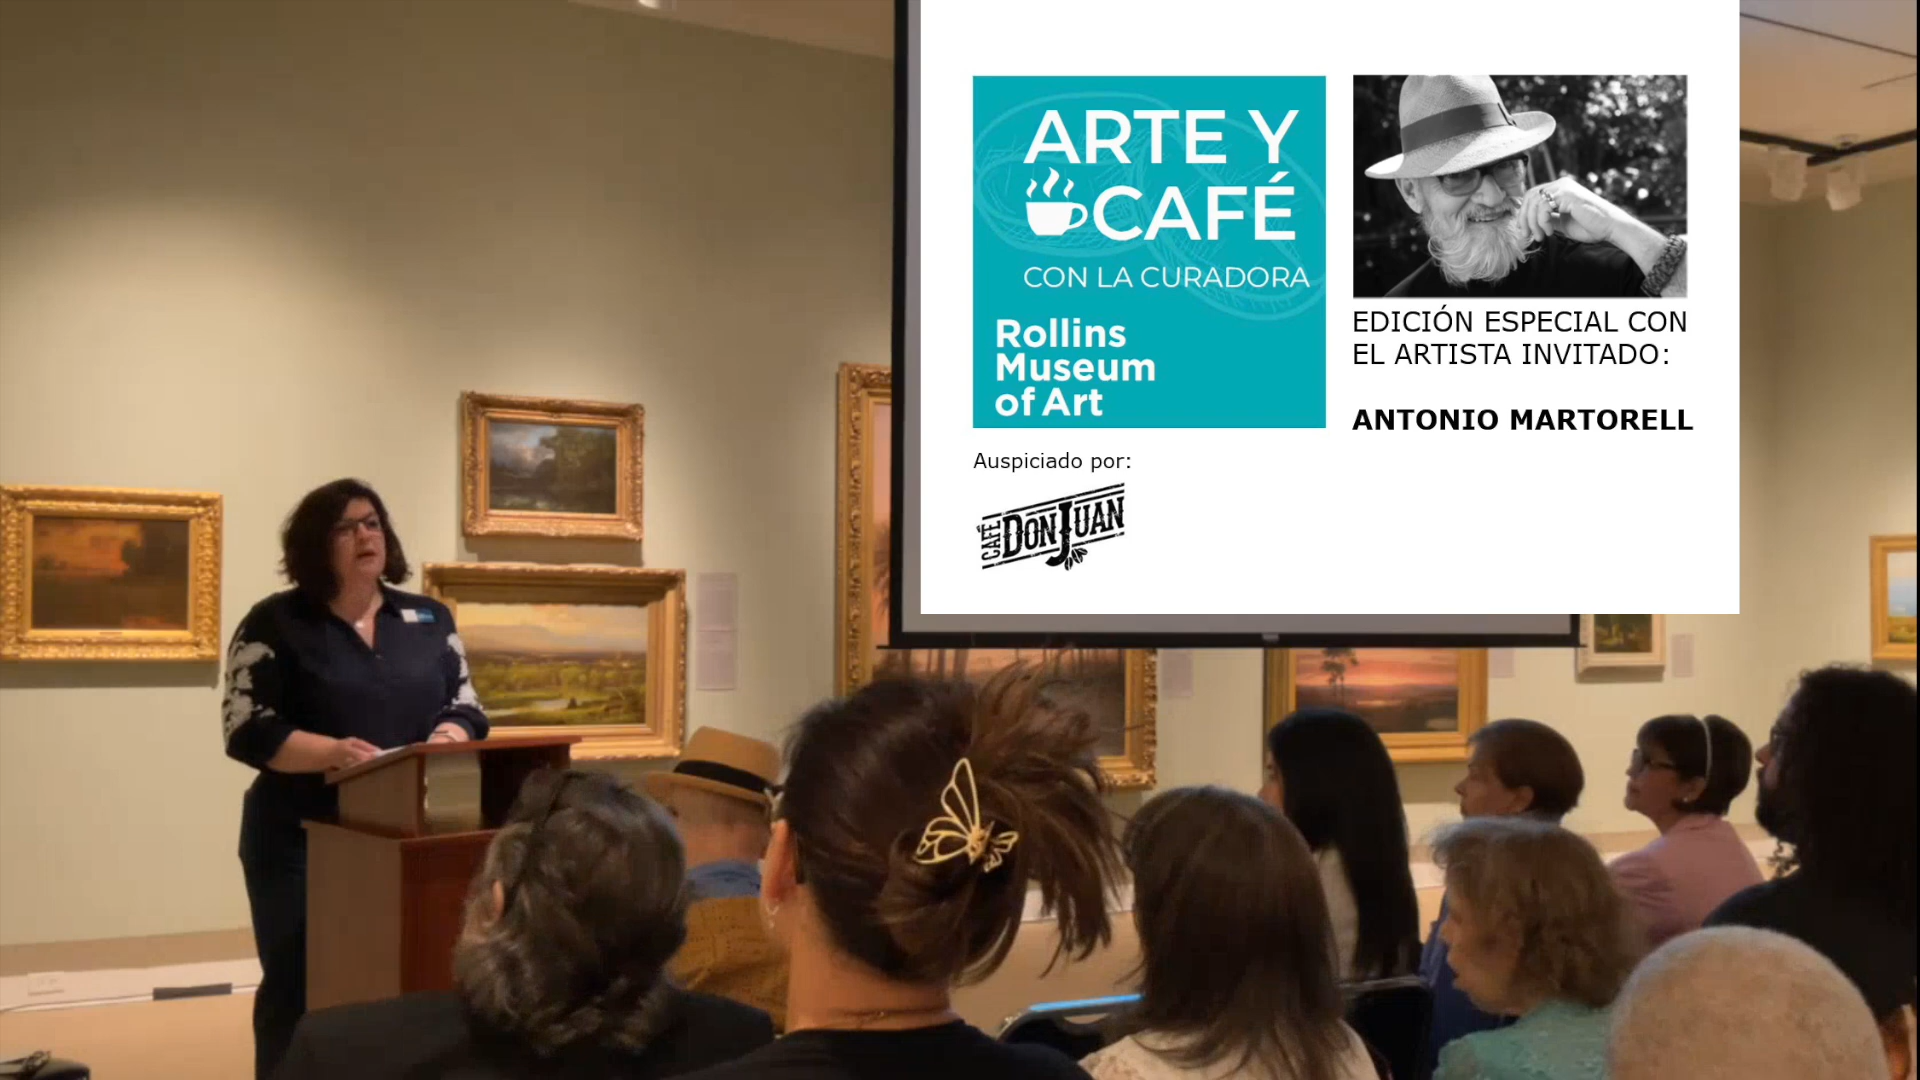 ARTE Y
CAFÉ
CON LA CURADORA
Rollins
Museum
of Art
EDICIÓN ESPECIAL CON
EL ARTISTA INVITADO:
ANTONIO MARTORELL
Auspiciado por:
CAFÉ DON JUAN